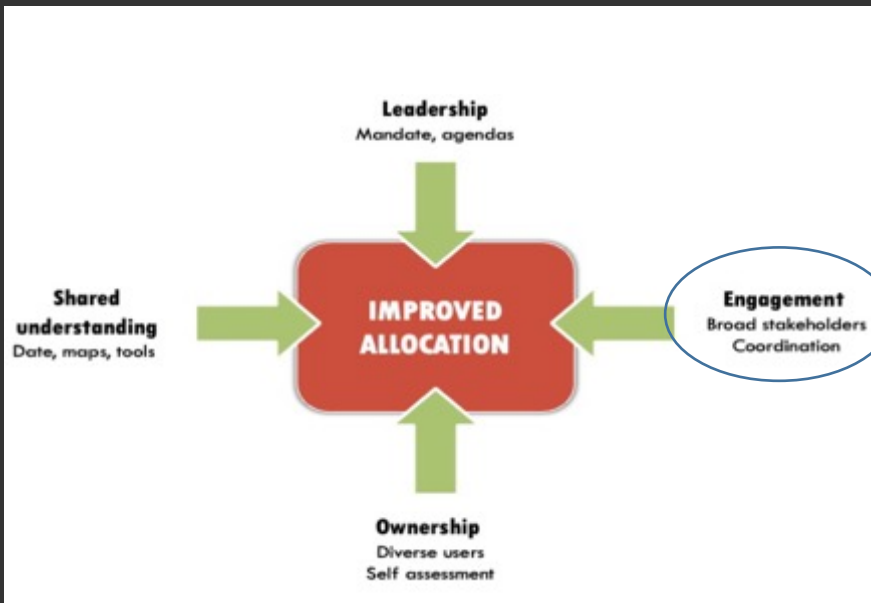 Leadership
Mandate, agendas
Shared
understanding
Date, maps, tools
IMPROVED
ALLOCATION
Engagement
Broad stakeholders
Coordination
Ownership
Diverse users
Self assessment